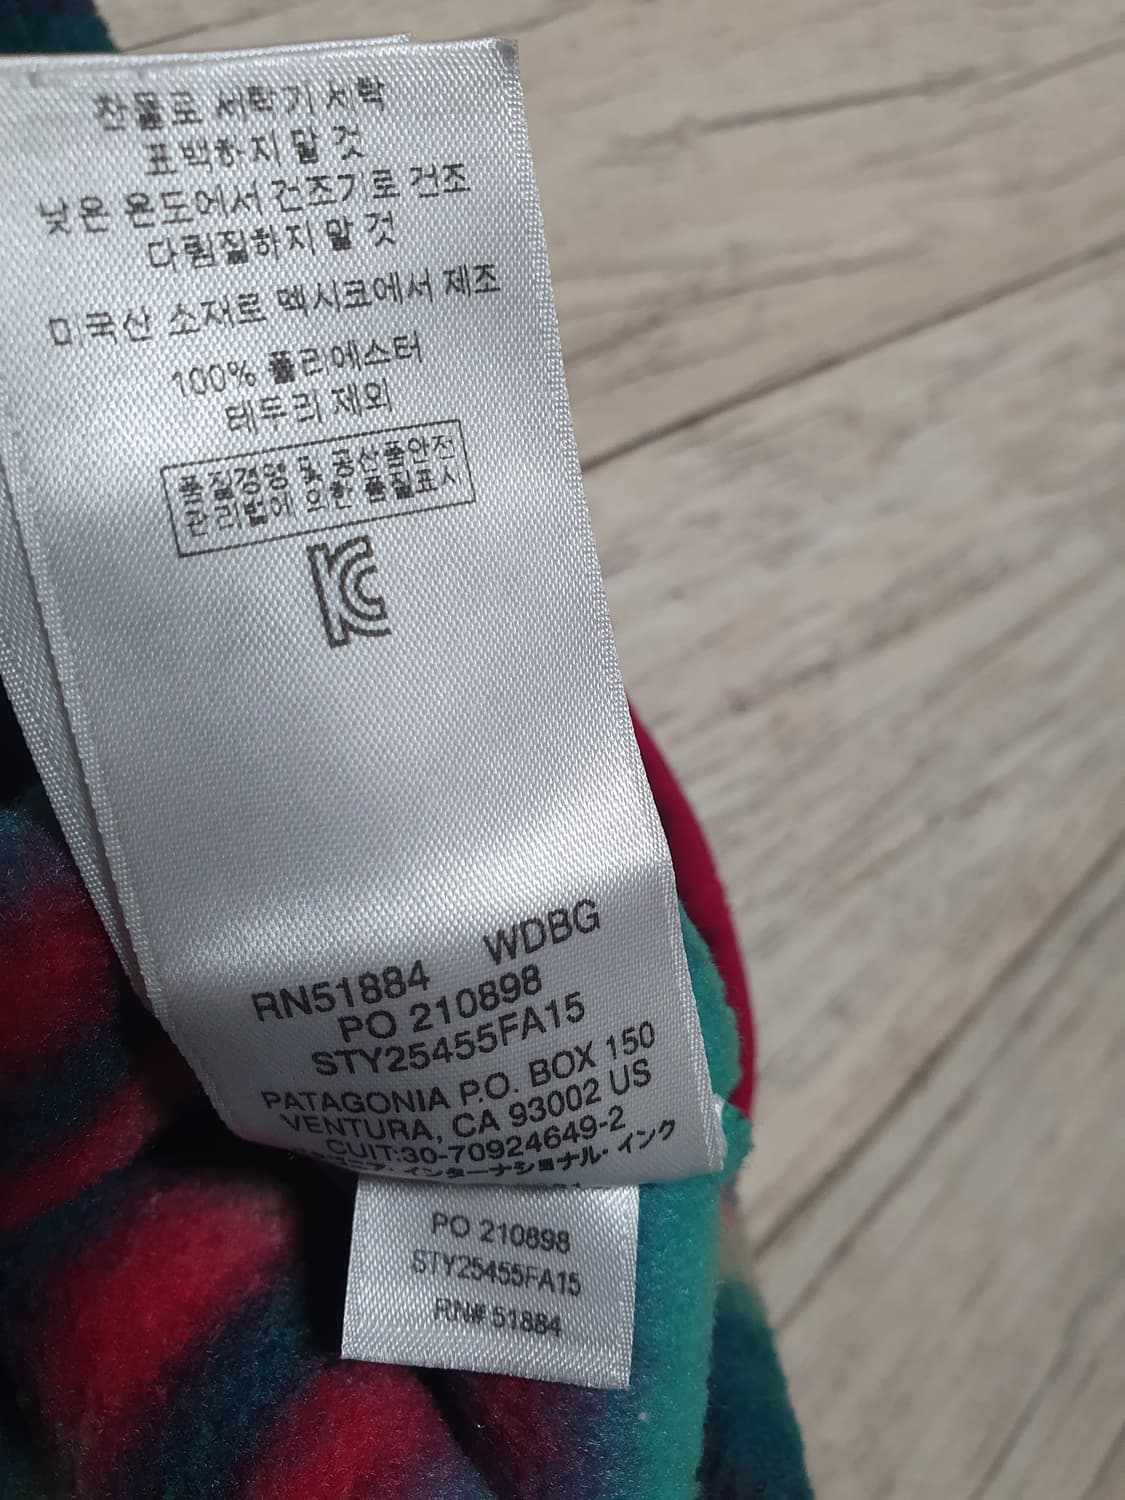 찬물로 세탁기 세탁
표백하지 말 것
낮은 온도에서 건조기로 건조
다림질하지 말 것
미국산 소재로 멕시코에서 제조
100% 폴리에스터
테두리 제외
품질경영 및 공산품안전
관리법에 의한 품질표시
KC
WDBG
RN51884
PO 210898
STY25455FA15
PATAGONIA P.O. BOX 150
VENTURA, CA 93002 US
CUIT:30-70924649-2
ニア・インターナショナル・インク
PO 210898
STY25455FA15
RN# 51884